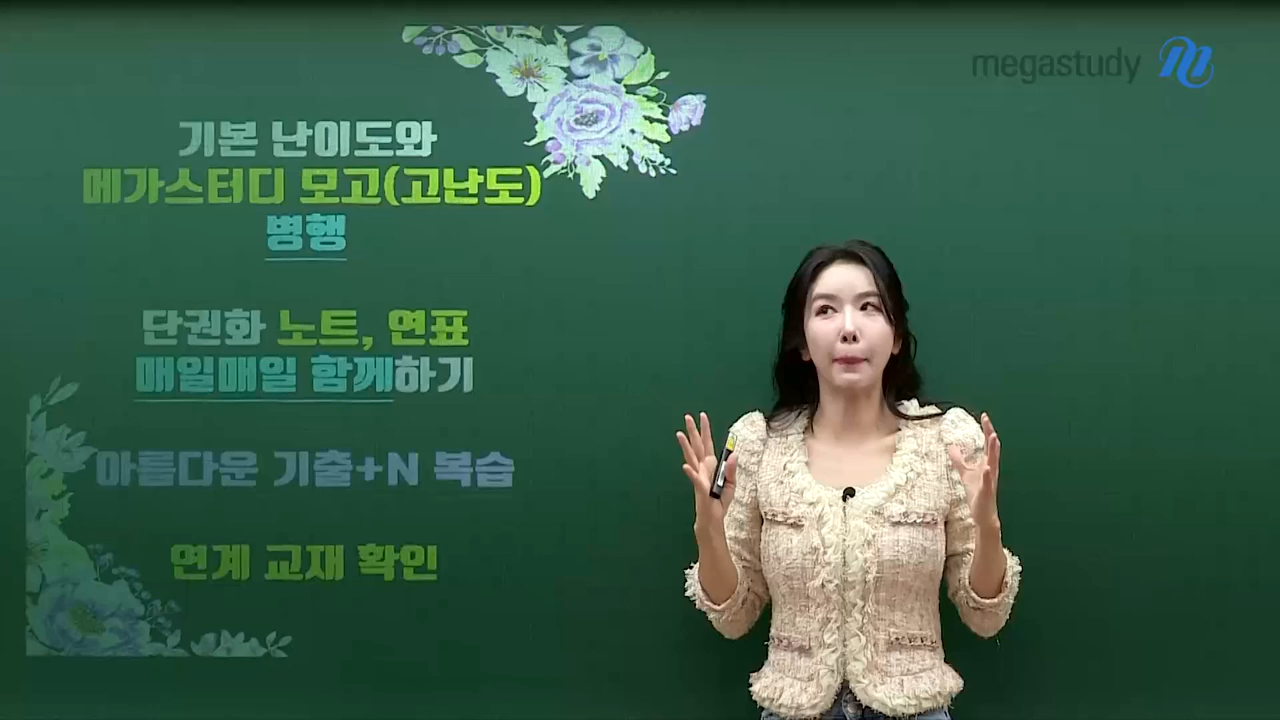 megastudy
기본 난이도와
메가스터디 모고(고난도)
병행
단권화 노트, 연표
매일매일 함께하기
아름다운 기출+N 복습
연계 교재 확인